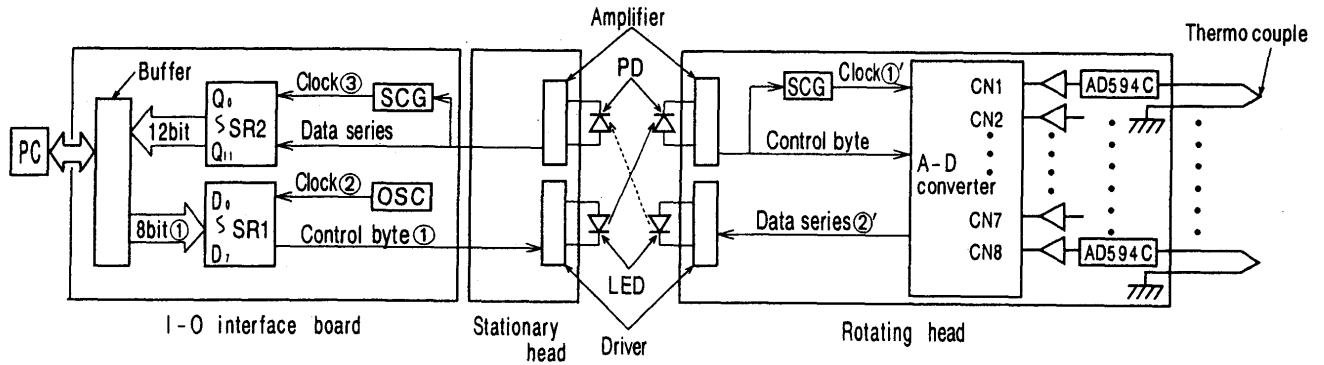 Amplifier
Thermo couple
Buffer
PD
Clock③
SCG
SCG
Clock①′
CN1
AD594C
Q₀
SR2
Q₁₁
12bit
Data series
CN2
PC
Control byte
A-D
converter
Clock②
OSC
D₀
SR1
D₇
8bit①
Control byte①
Data series②′
CN7
CN8
AD594C
LED
I-O interface board
Stationary
head
Driver
Rotating head